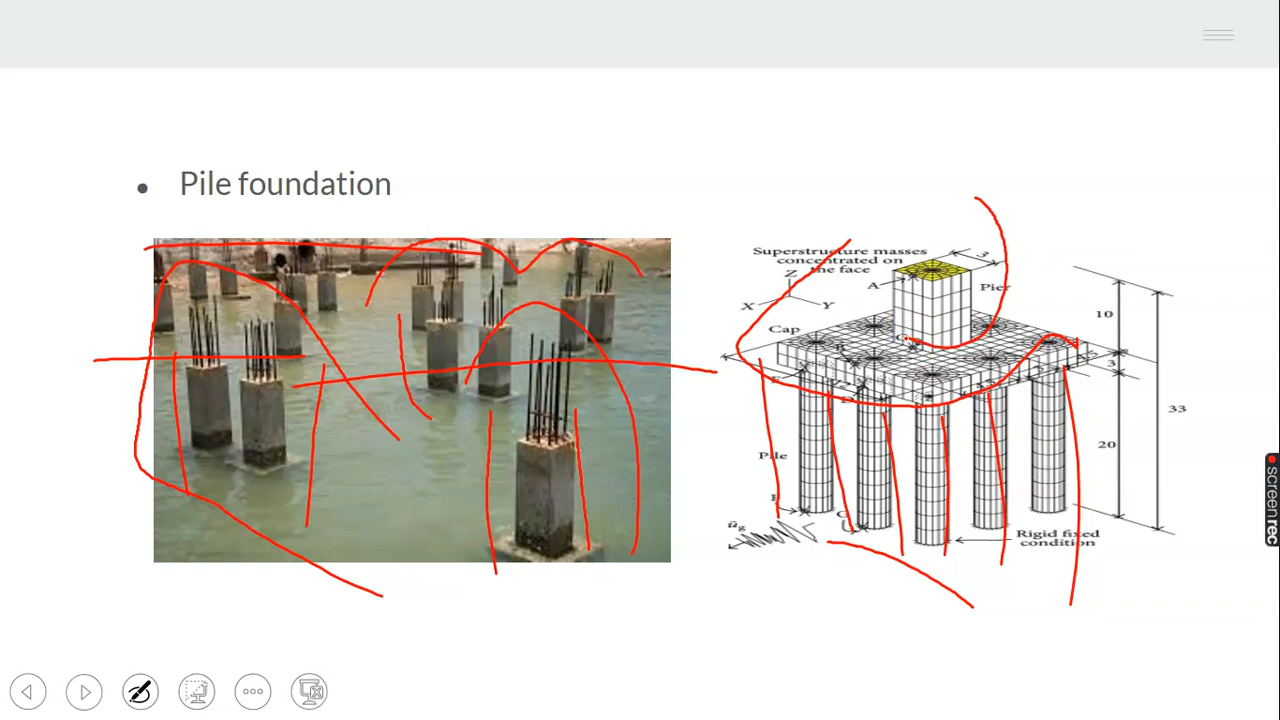 Pile foundation
Superstructure masses
concentrated on
the face
3
Z
A
Pier
X
Y
10
Cap
3
33
20
Pile
Rigid fixed
condition
screenrec